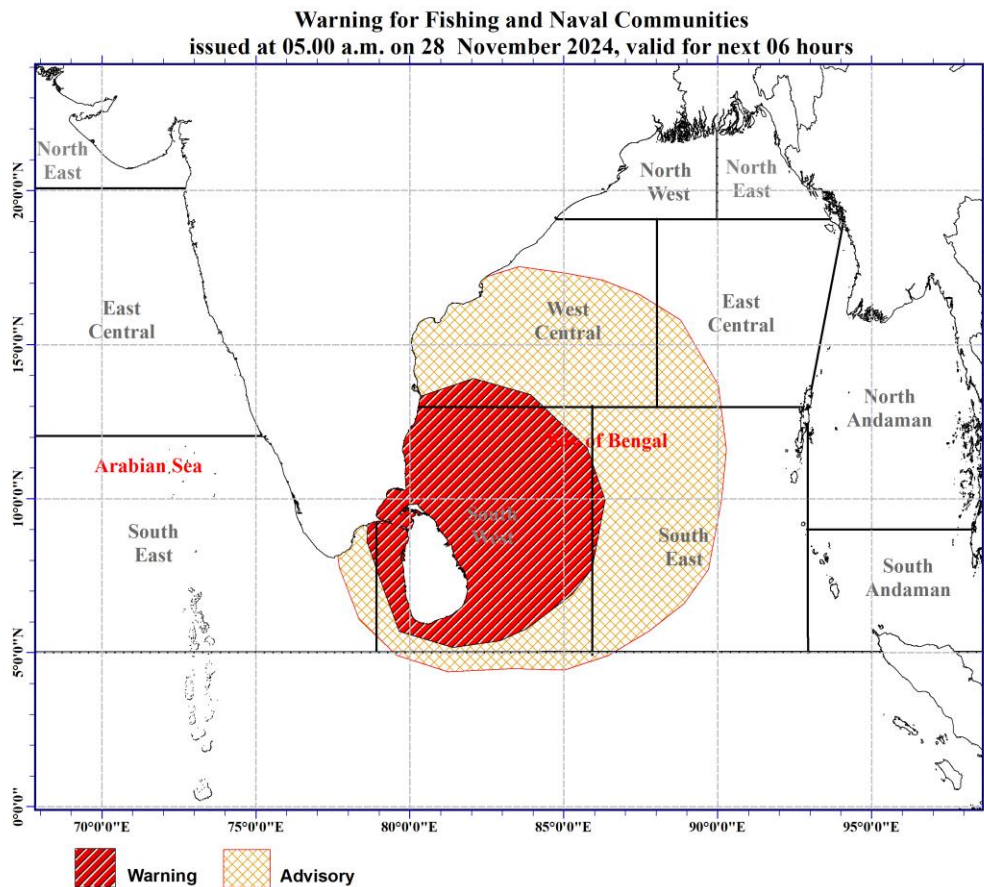 Warning for Fishing and Naval Communities
issued at 05.00 a.m. on 28 November 2024, valid for next 06 hours
North
East
North
West
North
East
20°0'0"N
East
Central
West
Central
East
Central
15°0'0"N
North
Andaman
Arabian Sea
of Bengal
10°0'0"N
South
East
South
West
South
East
South
Andaman
5°0'0"N
0°0'0"
70°0'0"E
75°0'0"E
80°0'0"E
85°0'0"E
90°0'0"E
95°0'0"E
Warning
Advisory